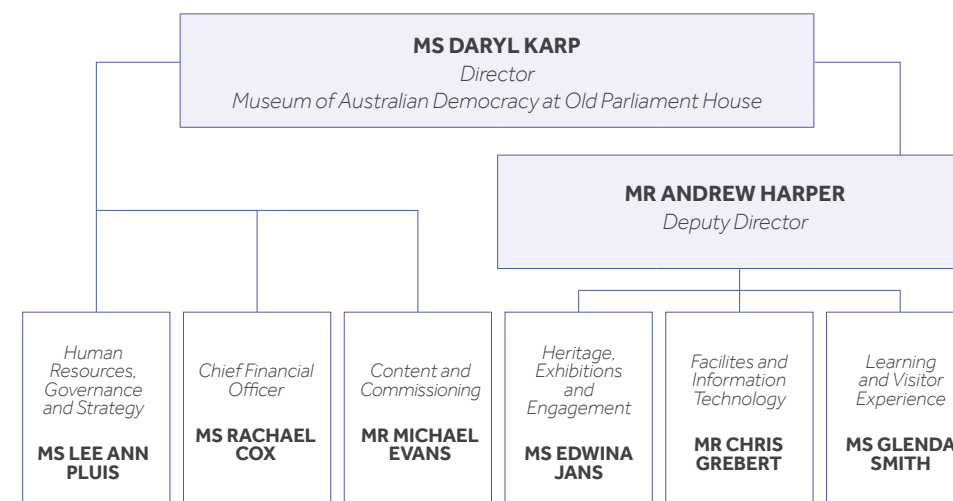 MS DARYL KARP
Director
Museum of Australian Democracy at Old Parliament House
MR ANDREW HARPER
Deputy Director
Human
Resources,
Governance
and Strategy
MS LEE ANN
PLUIS
Chief Financial
Officer
MS RACHAEL
COX
Content and
Commissioning
MR MICHAEL
EVANS
Heritage,
Exhibitions
and
Engagement
MS EDWINA
JANS
Facilites and
Information
Technology
MR CHRIS
GREBERT
Learning
and Visitor
Experience
MS GLENDA
SMITH